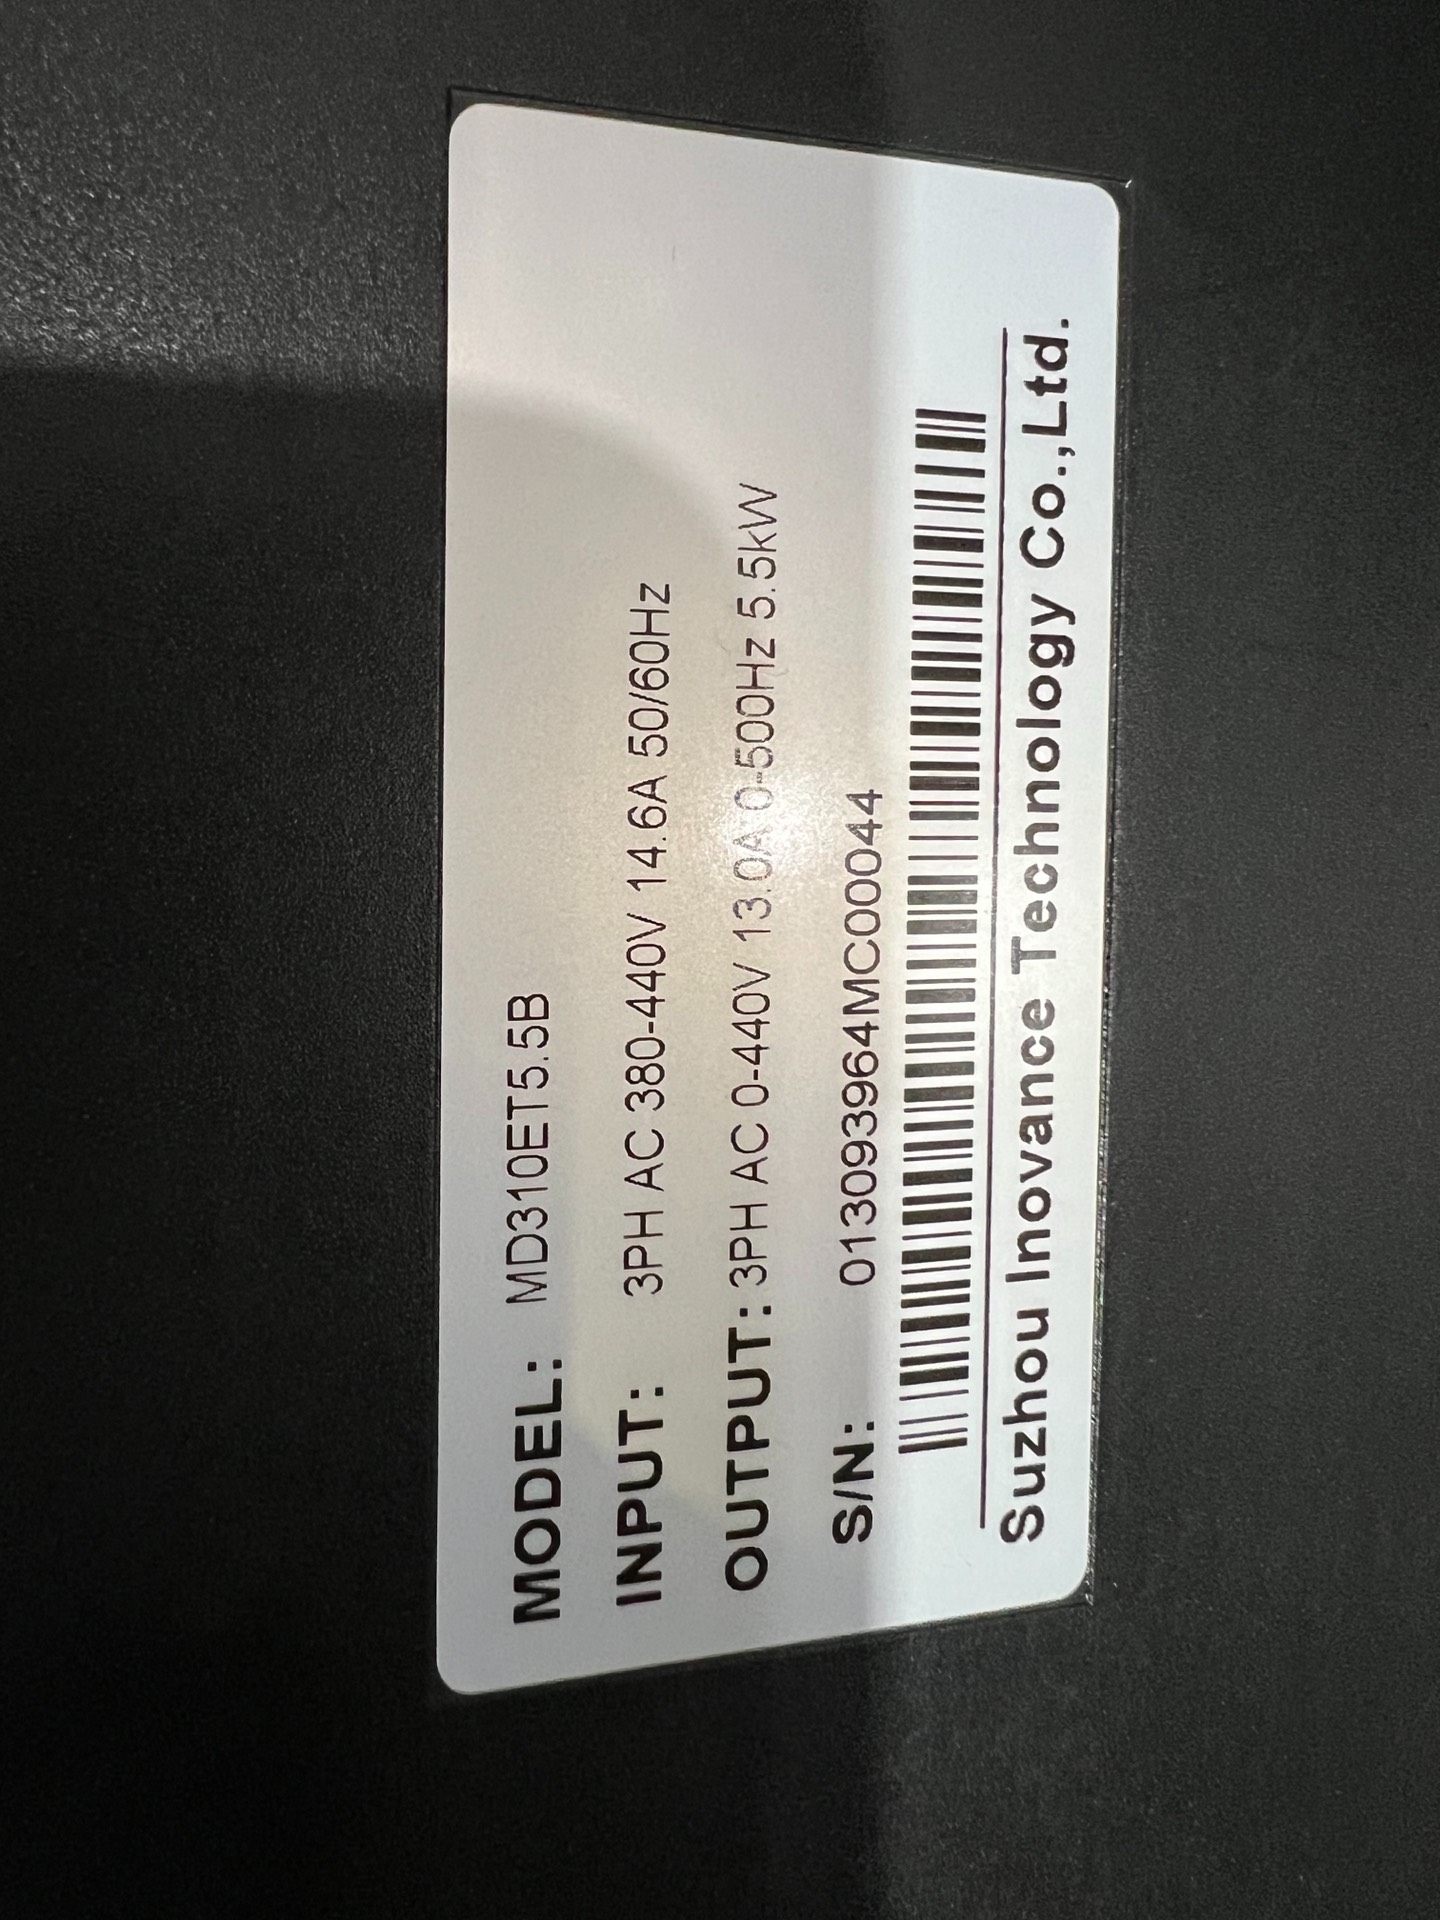 MODEL: MD310ET5.5B
INPUT: 3PH AC 380-440V 14.6A 50/60Hz
OUTPUT: 3PH AC 0-440V 13.0A 0-500Hz 5.5kW
S/N: 013093964MC00044
Suzhou Inovance Technology Co.,Ltd.